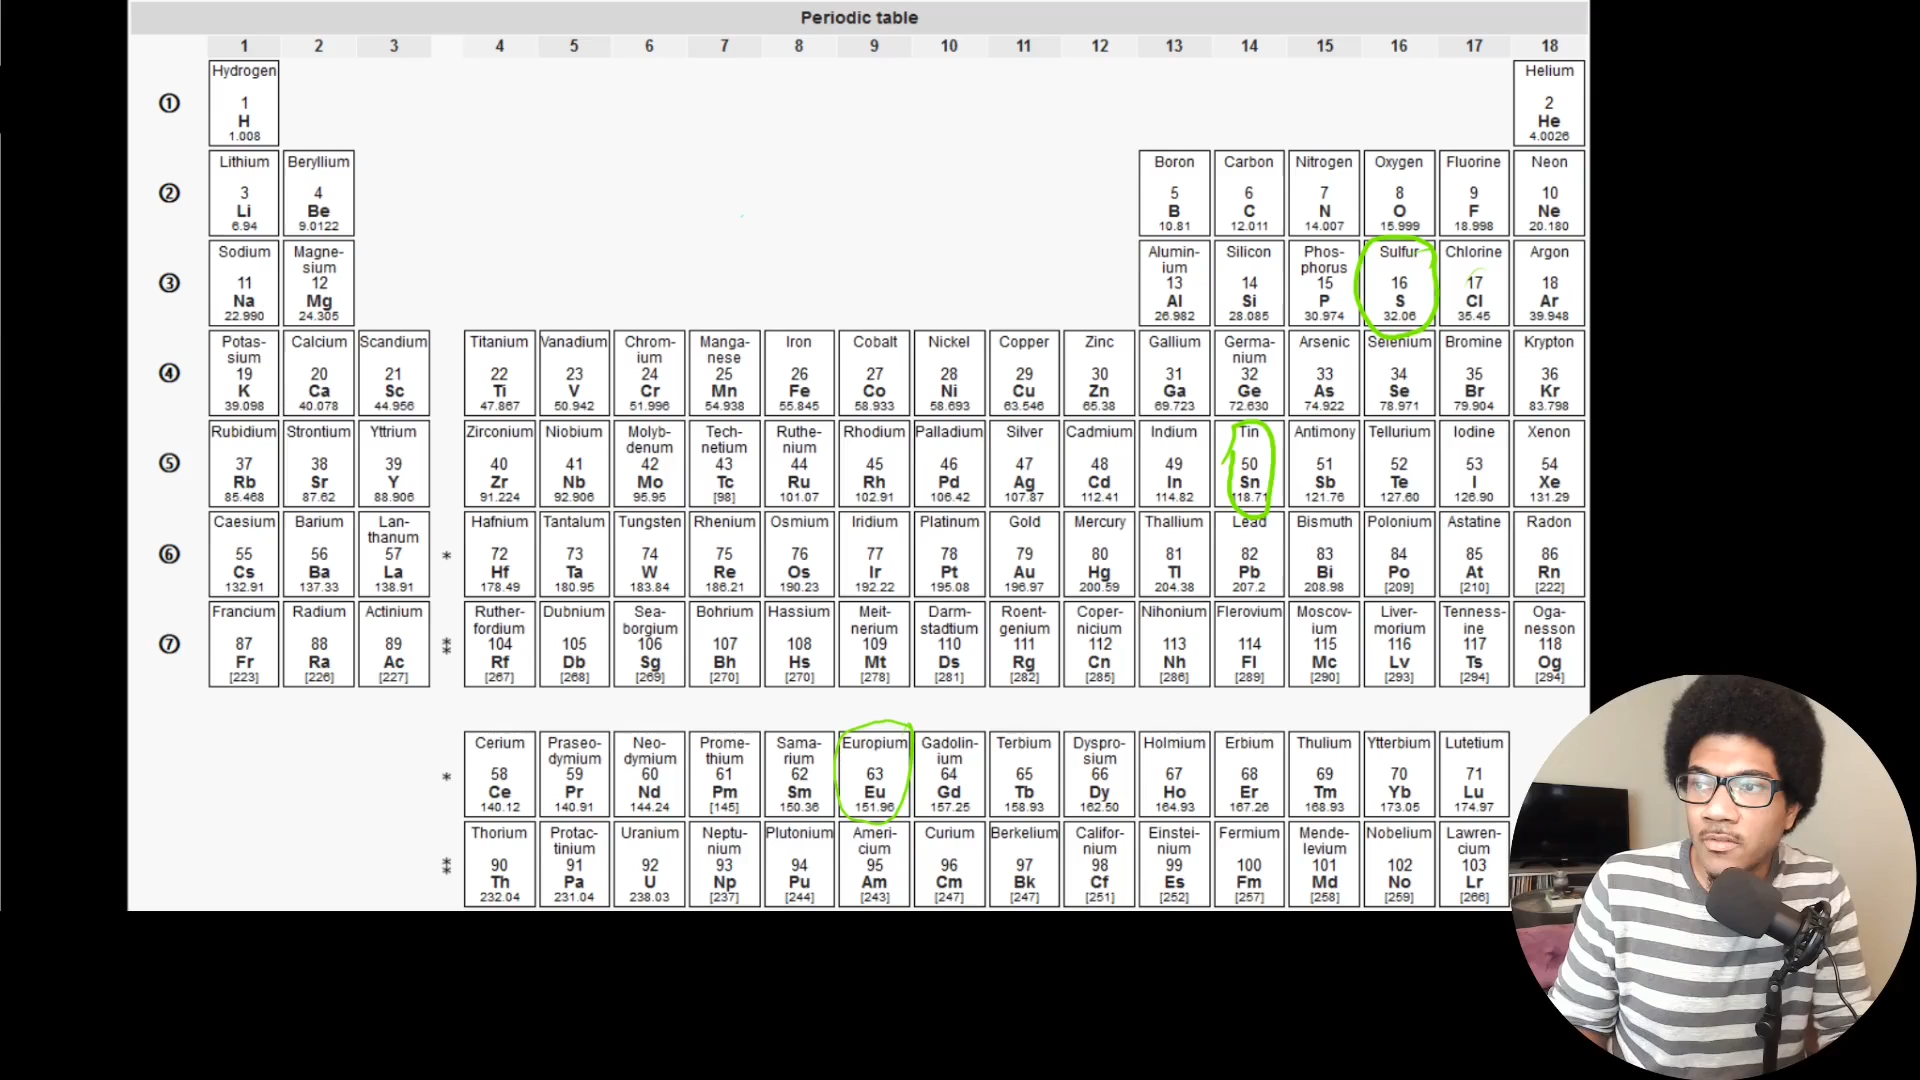 Periodic table
1 2 3 4 5 6 7 8 9 10 11 12 13 14 15 16 17 18
① Hydrogen Helium
1 2
H He
1.008 4.0026
② Lithium Beryllium Boron Carbon Nitrogen Oxygen Fluorine Neon
3 4 5 6 7 8 9 10
Li Be B C N O F Ne
6.94 9.0122 10.81 12.011 14.007 15.999 18.998 20.180
③ Sodium Magne- Alumin- Silicon Phos- Sulfur Chlorine Argon
sium ium phorus
11 12 13 14 15 16 17 18
Na Mg Al Si P S Cl Ar
22.990 24.305 26.982 28.085 30.974 32.06 35.45 39.948
④ Potas- Calcium Scandium Titanium Vanadium Chrom- Manga- Iron Cobalt Nickel Copper Zinc Gallium Germa- Arsenic Selenium Bromine Krypton
sium ium nese nium
19 20 21 22 23 24 25 26 27 28 29 30 31 32 33 34 35 36
K Ca Sc Ti V Cr Mn Fe Co Ni Cu Zn Ga Ge As Se Br Kr
39.098 40.078 44.956 47.867 50.942 51.996 54.938 55.845 58.933 58.693 63.546 65.38 69.723 72.630 74.922 78.971 79.904 83.798
⑤ Rubidium Strontium Yttrium Zirconium Niobium Molyb- Tech- Ruthe- Rhodium Palladium Silver Cadmium Indium Tin Antimony Tellurium Iodine Xenon
denum netium nium
37 38 39 40 41 42 43 44 45 46 47 48 49 50 51 52 53 54
Rb Sr Y Zr Nb Mo Tc Ru Rh Pd Ag Cd In Sn Sb Te I Xe
85.468 87.62 88.906 91.224 92.906 95.95 [98] 101.07 102.91 106.42 107.87 112.41 114.82 118.71 121.76 127.60 126.90 131.29
⑥ Caesium Barium Lan- * Hafnium Tantalum Tungsten Rhenium Osmium Iridium Platinum Gold Mercury Thallium Lead Bismuth Polonium Astatine Radon
thanum
55 56 57 72 73 74 75 76 77 78 79 80 81 82 83 84 85 86
Cs Ba La Hf Ta W Re Os Ir Pt Au Hg Tl Pb Bi Po At Rn
132.91 137.33 138.91 178.49 180.95 183.84 186.21 190.23 192.22 195.08 196.97 200.59 204.38 207.2 208.98 [209] [210] [222]
⑦ Francium Radium Actinium ⁑ Ruther- Dubnium Sea- Bohrium Hassium Meit- Darm- Roent- Coper- Nihonium Flerovium Moscov- Liver- Tenness- Oga-
fordium borgium nerium stadtium genium nicium ium morium ine nesson
87 88 89 104 105 106 107 108 109 110 111 112 113 114 115 116 117 118
Fr Ra Ac Rf Db Sg Bh Hs Mt Ds Rg Cn Nh Fl Mc Lv Ts Og
[223] [226] [227] [267] [268] [269] [270] [270] [278] [281] [282] [285] [286] [289] [290] [293] [294] [294]
* Cerium Praseo- Neo- Prome- Sama- Europium Gadolin- Terbium Dyspro- Holmium Erbium Thulium Ytterbium Lutetium
dymium dymium thium rium ium sium
58 59 60 61 62 63 64 65 66 67 68 69 70 71
Ce Pr Nd Pm Sm Eu Gd Tb Dy Ho Er Tm Yb Lu
140.12 140.91 144.24 [145] 150.36 151.96 157.25 158.93 162.50 164.93 167.26 168.93 173.05 174.97
⁑ Thorium Protac- Uranium Neptu- Plutonium Ameri- Curium Berkelium Califor- Einstei- Fermium Mende- Nobelium Lawren-
tinium nium cium nium nium levium cium
90 91 92 93 94 95 96 97 98 99 100 101 102 103
Th Pa U Np Pu Am Cm Bk Cf Es Fm Md No Lr
232.04 231.04 238.03 [237] [244] [243] [247] [247] [251] [252] [257] [258] [259] [266]